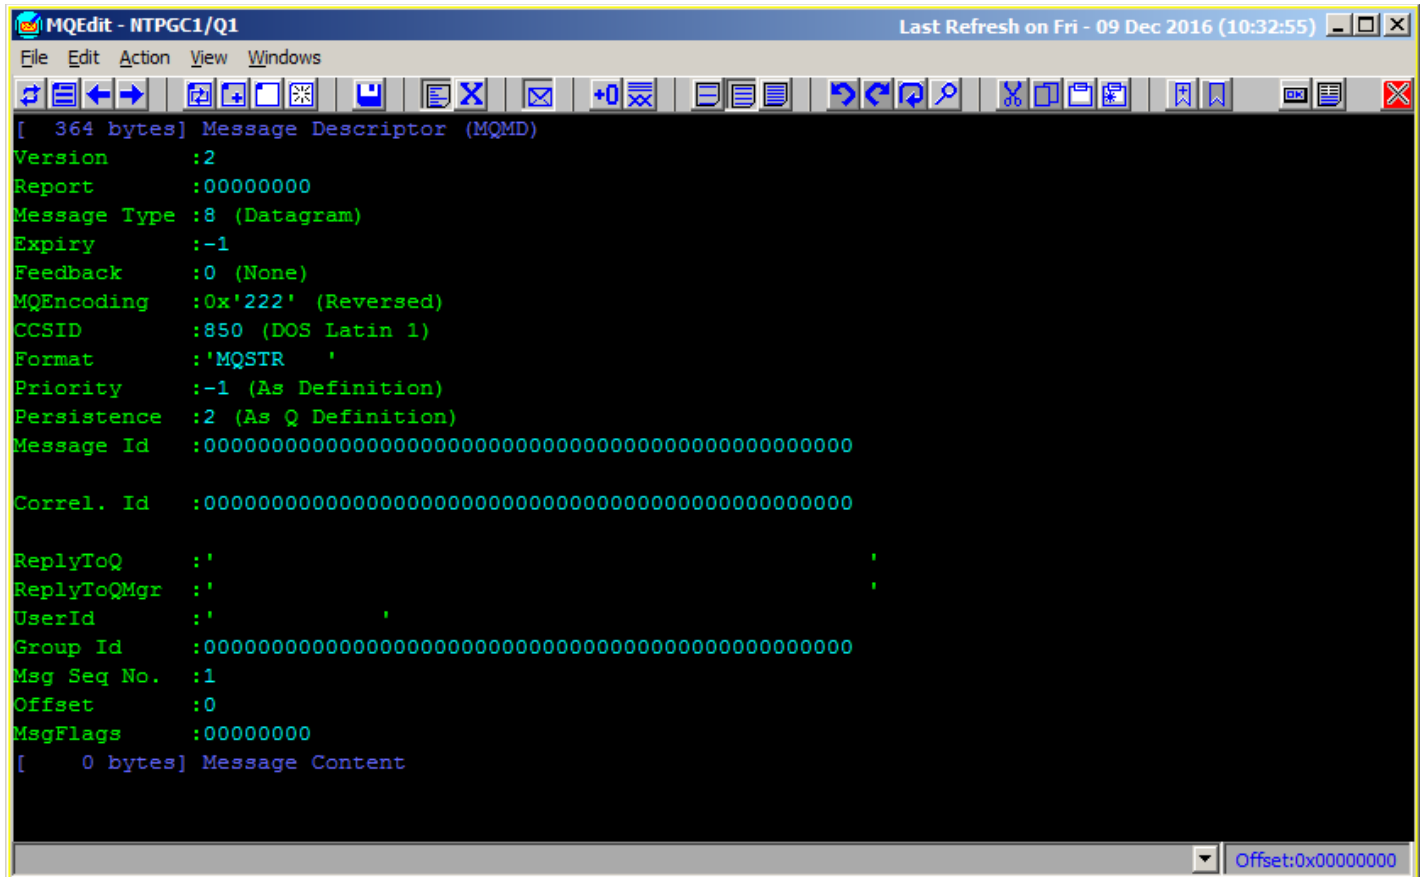 MQEdit - NTPGC1/Q1 Last Refresh on Fri - 09 Dec 2016 (10:32:55)
File Edit Action View Windows
+0 OK
[  364 bytes] Message Descriptor (MQMD)
Version :2
Report :00000000
Message Type :8 (Datagram)
Expiry :-1
Feedback :0 (None)
MQEncoding :0x'222' (Reversed)
CCSID :850 (DOS Latin 1)
Format :'MQSTR   '
Priority :-1 (As Definition)
Persistence :2 (As Q Definition)
Message Id :000000000000000000000000000000000000000000000000
Correl. Id :000000000000000000000000000000000000000000000000
ReplyToQ :'                                                '
ReplyToQMgr :'                                                '
UserId :'            '
Group Id :000000000000000000000000000000000000000000000000
Msg Seq No. :1
Offset :0
MsgFlags :00000000
[    0 bytes] Message Content
Offset:0x00000000